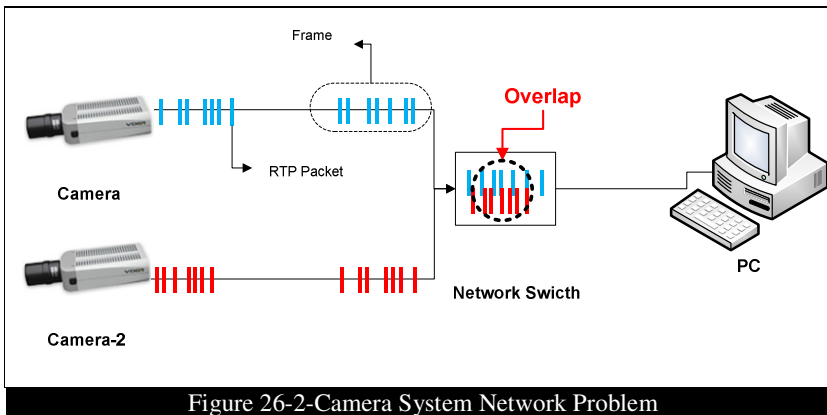 Frame
Overlap
RTP Packet
Camera
PC
Network Swicth
Camera-2
Figure 26-2-Camera System Network Problem